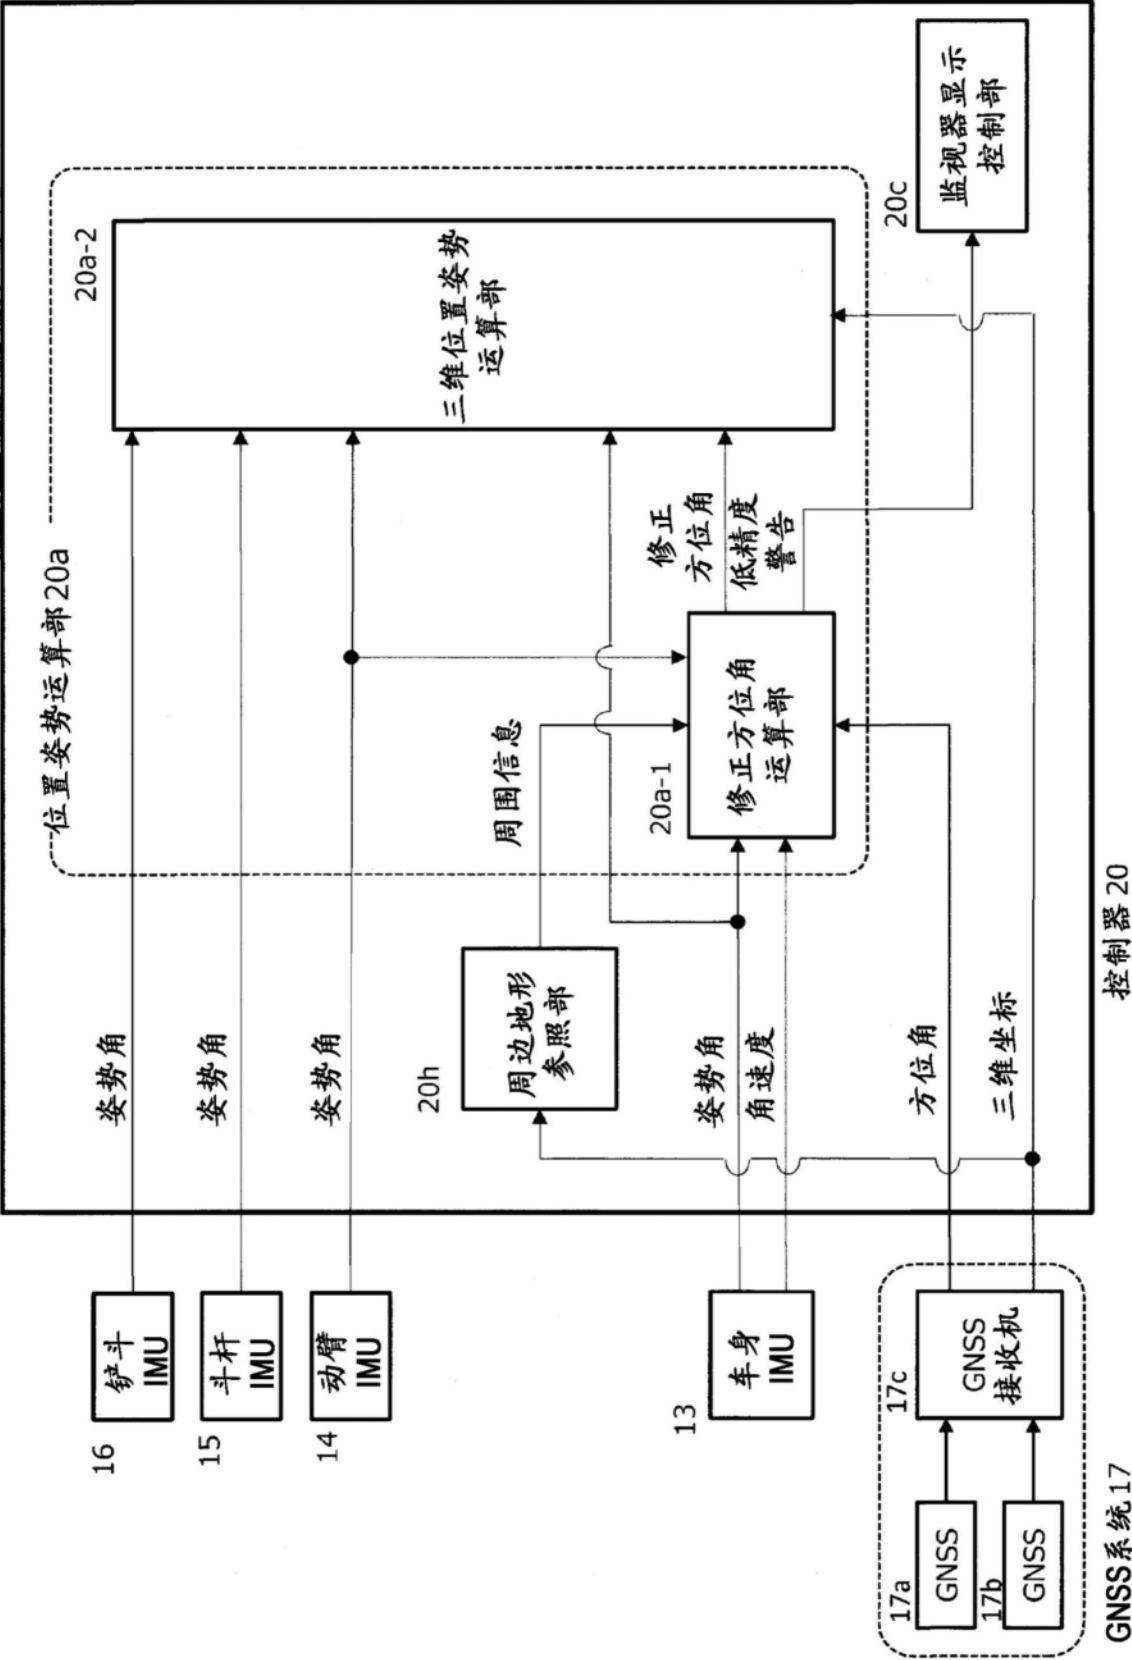 铲斗
IMU
16
斗杆
IMU
15
动臂
IMU
14
车身
IMU
13
GNSS
接收机
17c
17a
GNSS
17b
GNSS
GNSS系统17
姿势角
姿势角
姿势角
姿势角
角速度
方位角
三维坐标
20h
周边地形
参照部
周围信息
位置姿势运算部20a
20a-1
修正方位角
运算部
修正
方位角
低精度
警告
20a-2
三维位置姿势
运算部
20c
监视器显示
控制部
控制器20